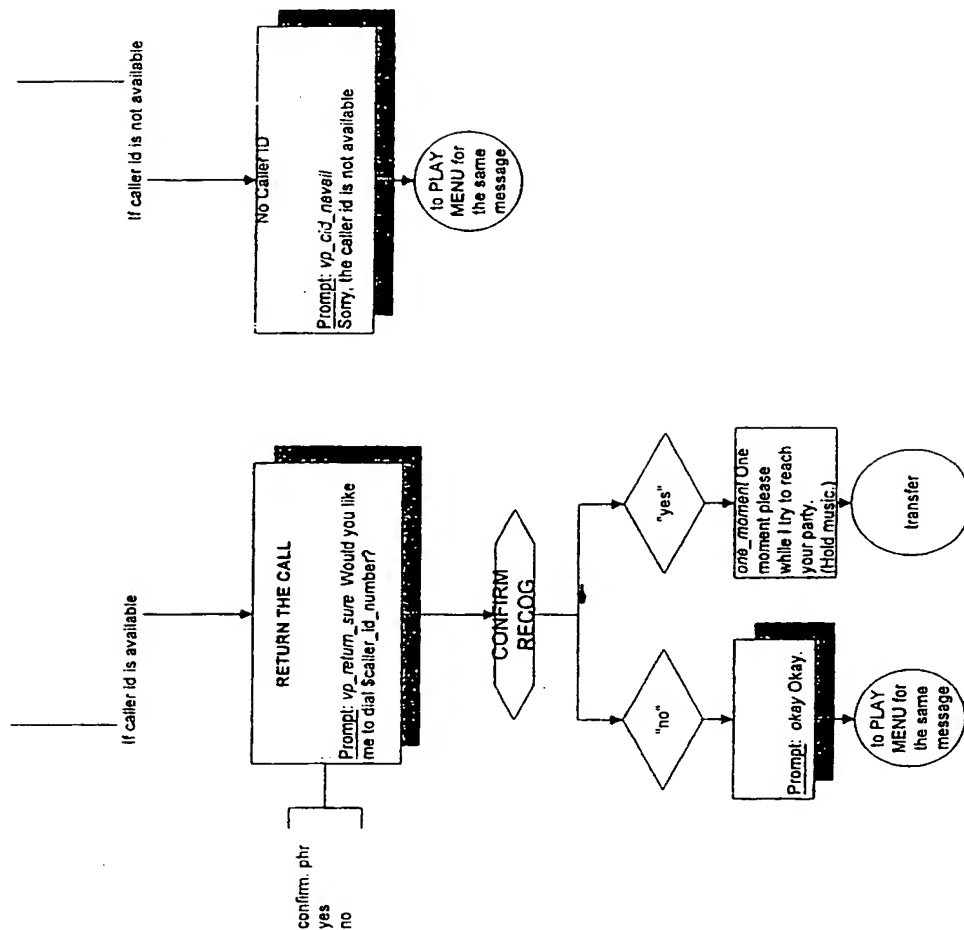 If caller id is available
RETURN THE CALL
Prompt: vp_return_sure Would you like
me to dial $caller_id_number?
confirm. phr
yes
no
CONFIRM
RECOG
"no"
Prompt: okay Okay.
to PLAY
MENU for
the same
message
"yes"
one_moment One
moment please
while I try to reach
your party.
(Hold music.)
transfer
If caller id is not available
No Caller ID
Prompt: vp_cid_navail
Sorry, the caller id is not available
to PLAY
MENU for
the same
message